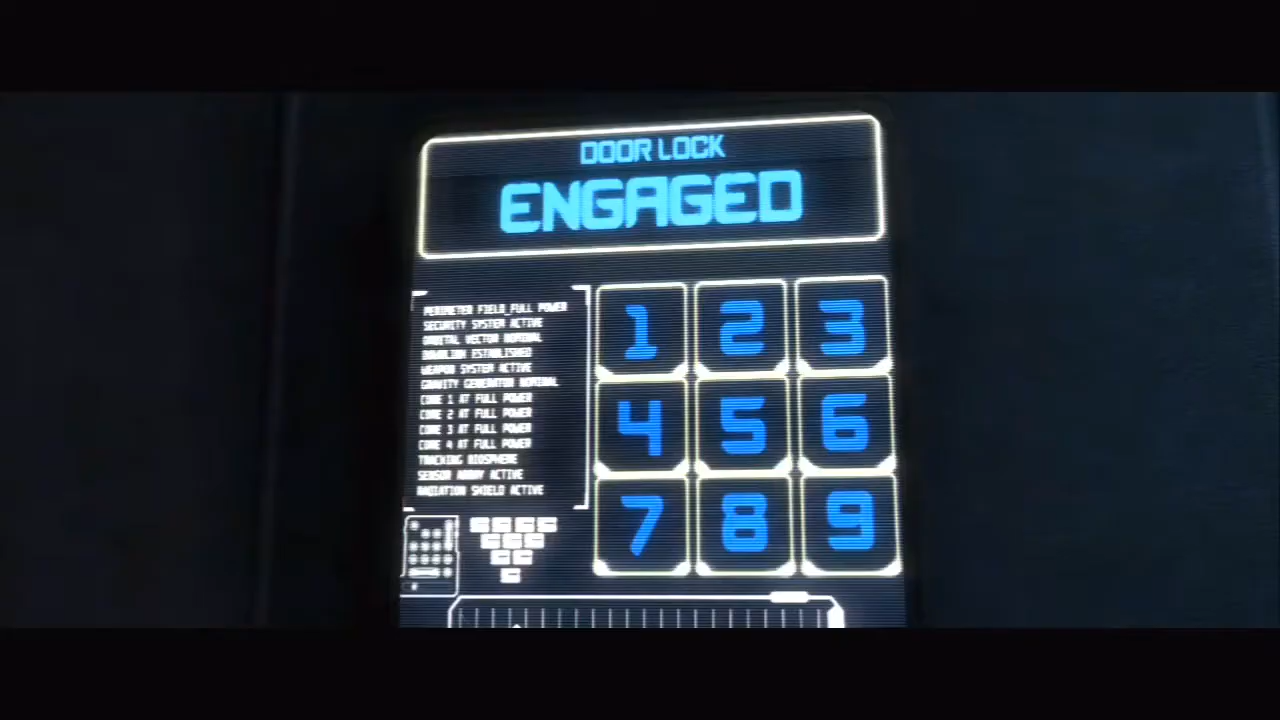 DOOR LOCK
ENGAGED
PERIMETER FIELD_FULL POWER
SECURITY SYSTEM ACTIVE
ORBITAL VECTOR NOMINAL
DOWNLINK ESTABLISHED
WEAPON SYSTEM ACTIVE
GRAVITY GENERATOR NOMINAL
CORE 1 AT FULL POWER
CORE 2 AT FULL POWER
CORE 3 AT FULL POWER
CORE 4 AT FULL POWER
TRACKING BIOSPHERE
SENSOR ARRAY ACTIVE
RADIATION SHIELD ACTIVE
1 2 3
4 5 6
7 8 9